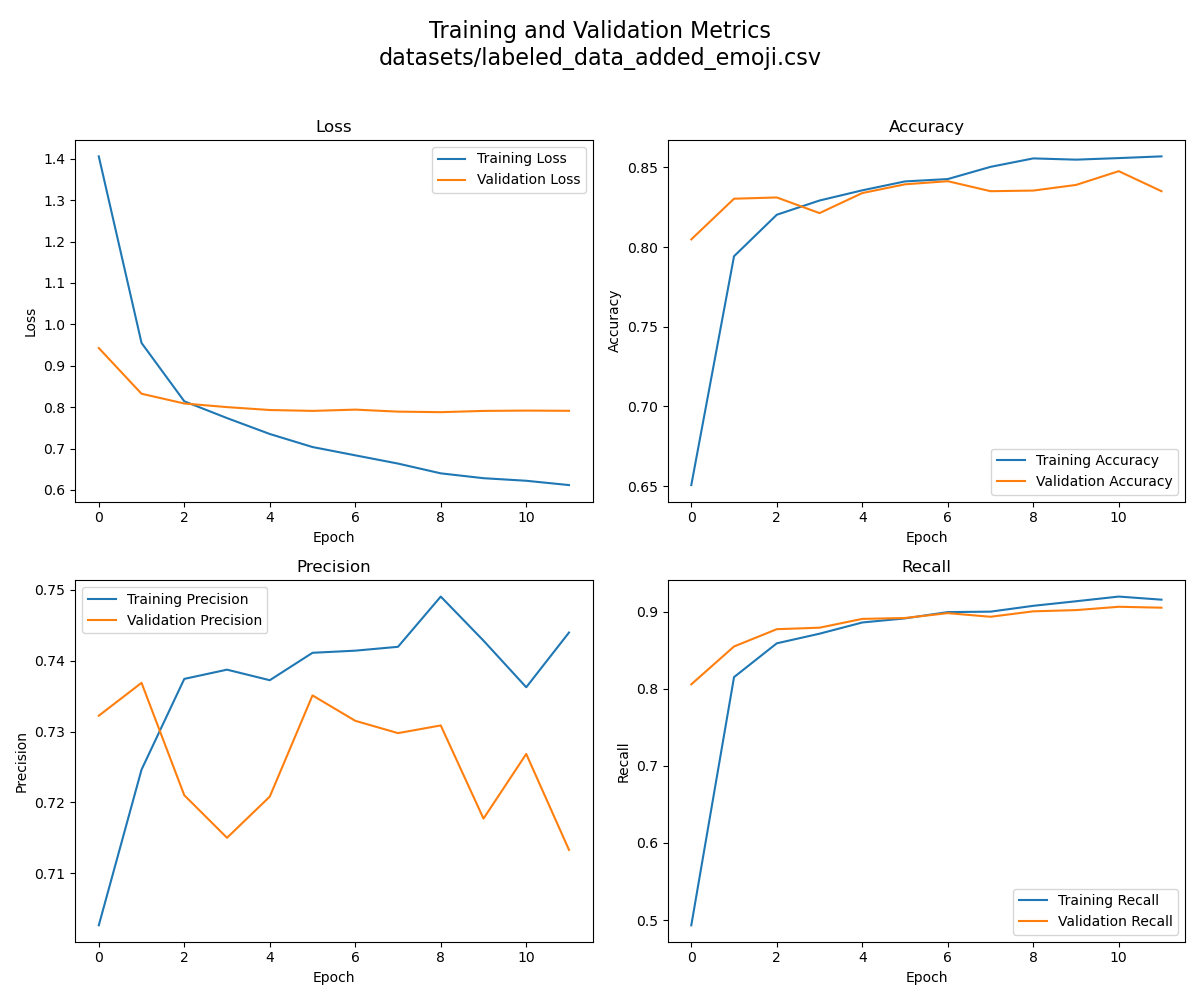 Training and Validation Metrics
datasets/labeled_data_added_emoji.csv
Loss
1.4
1.3
1.2
1.1
1.0
0.9
0.8
0.7
0.6
Loss
Training Loss
Validation Loss
0
2
4
6
8
10
Epoch
Accuracy
0.85
0.80
0.75
0.70
0.65
Accuracy
Training Accuracy
Validation Accuracy
0
2
4
6
8
10
Epoch
Precision
0.75
0.74
0.73
0.72
0.71
Precision
Training Precision
Validation Precision
0
2
4
6
8
10
Epoch
Recall
0.9
0.8
0.7
0.6
0.5
Recall
Training Recall
Validation Recall
0
2
4
6
8
10
Epoch